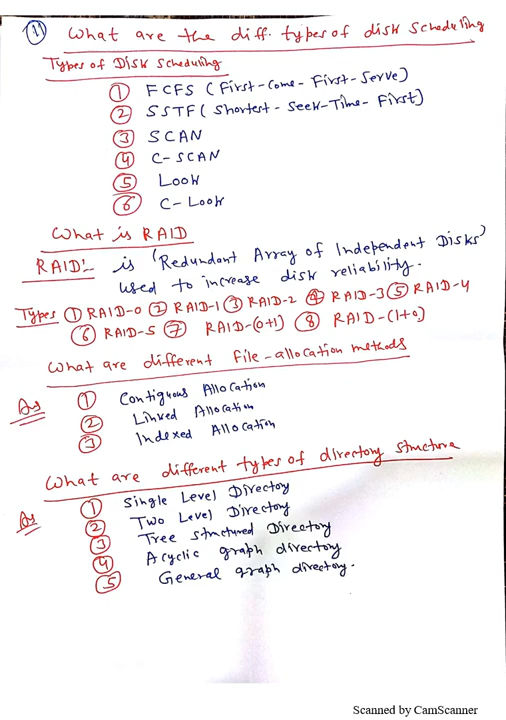 11 What are the diff. types of disk scheduling
Types of Disk scheduling
1 FCFS (First-Come-First-Serve)
2 SSTF (Shortest-Seek-Time-First)
3 SCAN
4 C-SCAN
5 Look
6 C-Look
What is RAID
RAID:- is 'Redundant Array of Independent Disks'
used to increase disk reliability.
Types 1 RAID-0 2 RAID-1 3 RAID-2 4 RAID-3 5 RAID-4
6 RAID-5 7 RAID-(0+1) 8 RAID-(1+0)
What are different File-allocation methods
As 1 Contiguous Allocation
2 Linked Allocation
3 Indexed Allocation
What are different types of directory structure
As 1 Single Level Directory
2 Two Level Directory
3 Tree structured Directory
4 Acyclic graph directory
5 General graph directory.
Scanned by CamScanner